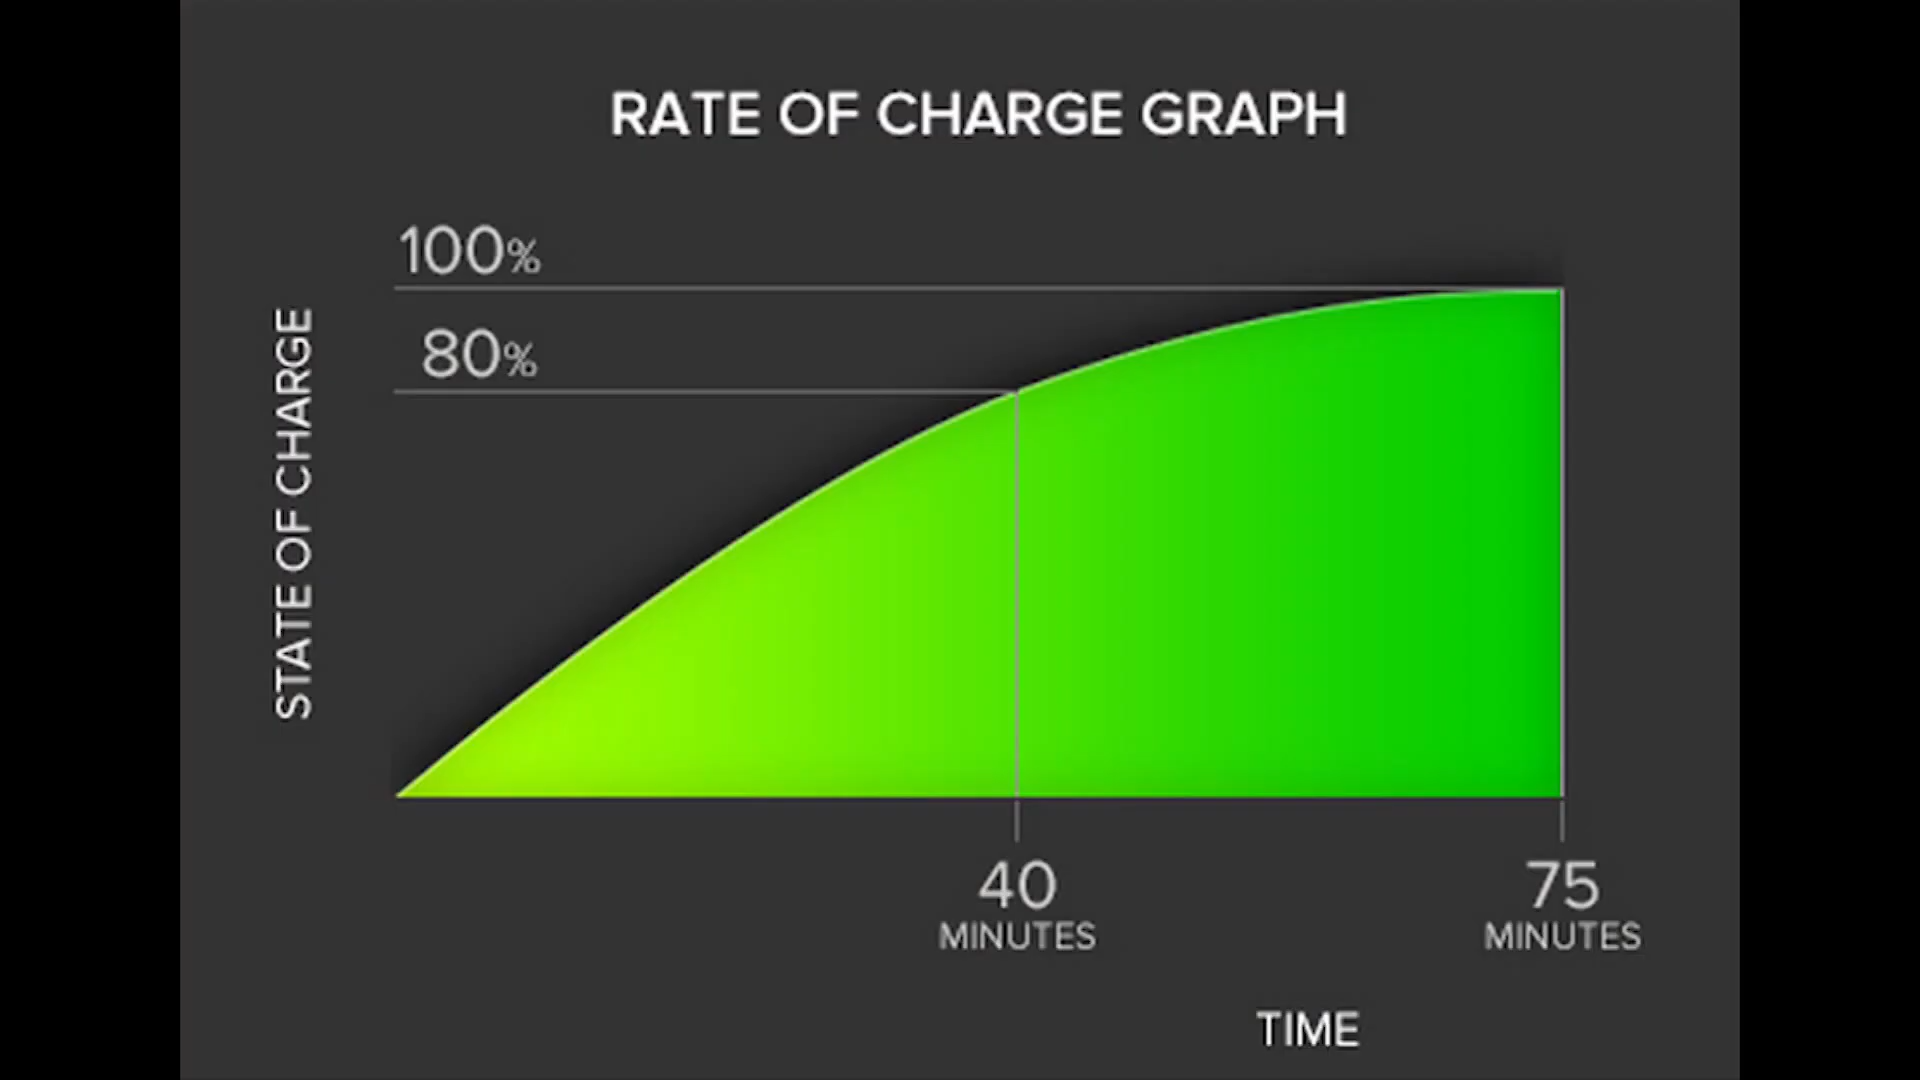 RATE OF CHARGE GRAPH
100%
80%
STATE OF CHARGE
40
MINUTES
75
MINUTES
TIME